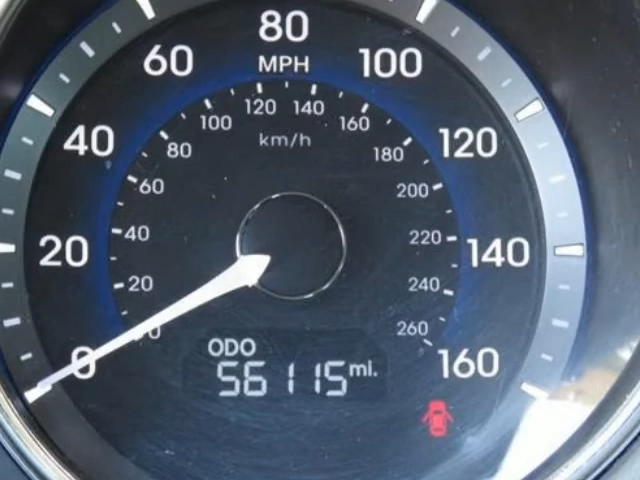 80
60 MPH 100
120 140
100 160
km/h
40 80 180 120
60 200
40 220
20 140
20 240
0 260
0 ODO 160
56115 mi.